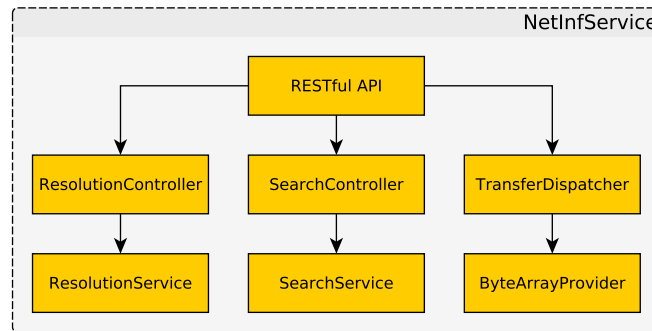 NetInfService
RESTful API
ResolutionController
SearchController
TransferDispatcher
ResolutionService
SearchService
ByteArrayProvider